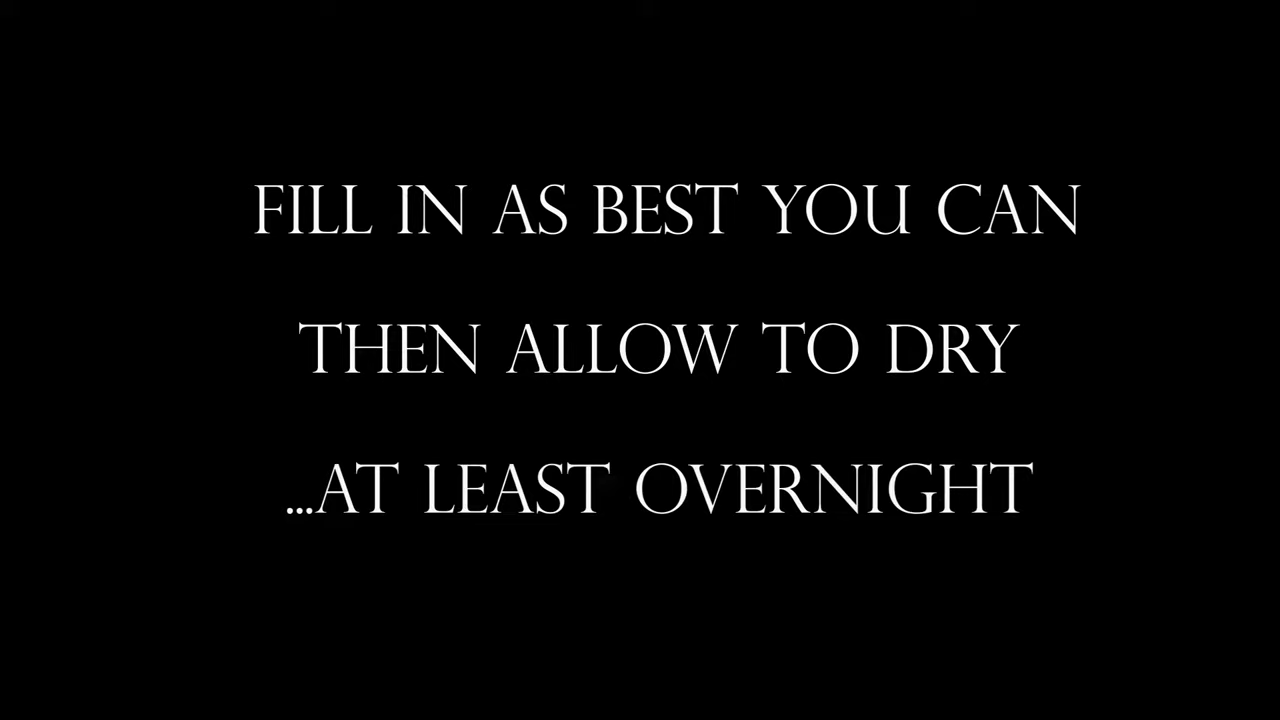 FILL IN AS BEST YOU CAN
THEN ALLOW TO DRY
...AT LEAST OVERNIGHT